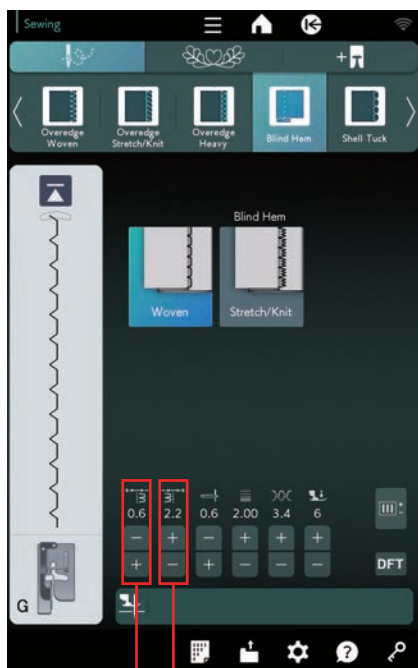 Sewing
Overedge
Woven
Overedge
Stretch/Knit
Overedge
Heavy
Blind Hem
Shell Tuck
Blind Hem
Woven
Stretch/Knit
0.6 2.2 0.6 2.00 3.4 6
− + − + + +
+ − + − − −
DFT
G
?